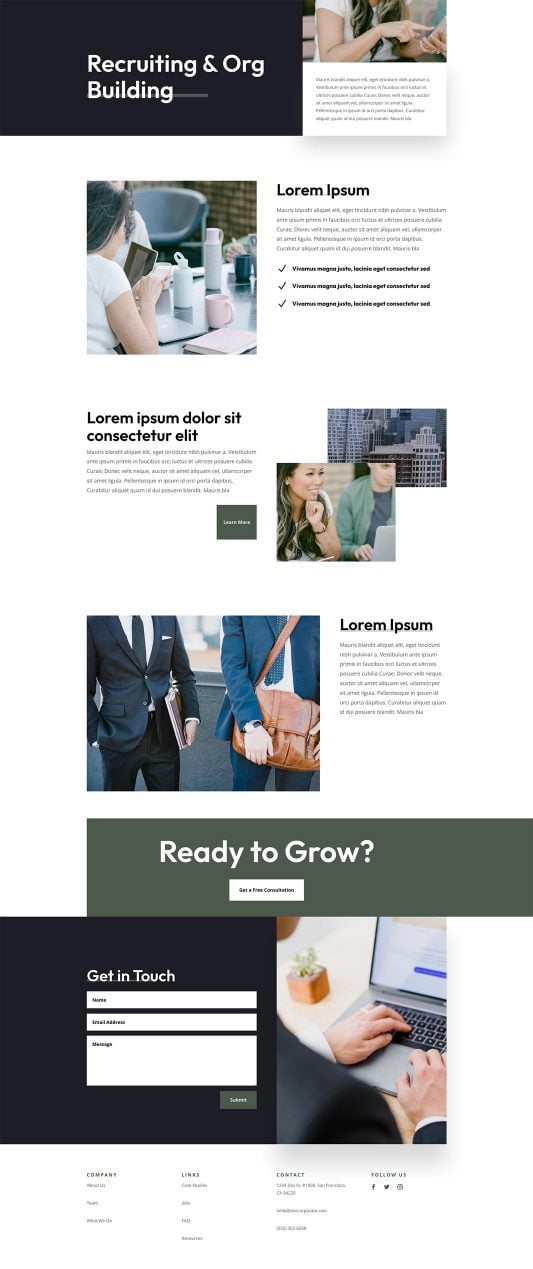 Recruiting & Org
Building
Mauris blandit aliquet elit, eget tincidunt nibh pulvinar a.
Vestibulum ante ipsum primis in faucibus orci luctus et
ultrices posuere cubilia Curae; Donec velit neque, auctor
sit amet aliquam vel, ullamcorper sit amet ligula.
Pellentesque in ipsum id orci porta dapibus. Curabitur
aliquet quam id dui posuere blandit. Mauris bla
Lorem Ipsum
Mauris blandit aliquet elit, eget tincidunt nibh pulvinar a. Vestibulum
ante ipsum primis in faucibus orci luctus et ultrices posuere cubilia
Curae; Donec velit neque, auctor sit amet aliquam vel, ullamcorper
sit amet ligula. Pellentesque in ipsum id orci porta dapibus.
Curabitur aliquet quam id dui posuere blandit. Mauris bla
Vivamus magna justo, lacinia eget consectetur sed
Vivamus magna justo, lacinia eget consectetur sed
Vivamus magna justo, lacinia eget consectetur sed
Lorem ipsum dolor sit
consectetur elit
Mauris blandit aliquet elit, eget tincidunt nibh pulvinar a. Vestibulum
ante ipsum primis in faucibus orci luctus et ultrices posuere cubilia
Curae; Donec velit neque, auctor sit amet aliquam vel, ullamcorper
sit amet ligula. Pellentesque in ipsum id orci porta dapibus.
Curabitur aliquet quam id dui posuere blandit. Mauris bla
Learn More
Lorem Ipsum
Mauris blandit aliquet elit, eget tincidunt
nibh pulvinar a. Vestibulum ante ipsum
primis in faucibus orci luctus et ultrices
posuere cubilia Curae; Donec velit neque,
auctor sit amet aliquam vel, ullamcorper
sit amet ligula. Pellentesque in ipsum id
orci porta dapibus. Curabitur aliquet quam
id dui posuere blandit. Mauris bla
Ready to Grow?
Get a Free Consultation
Get in Touch
Name
Email Address
Message
Submit
COMPANY
About Us
Team
What We Do
LINKS
Case Studies
Jobs
FAQ
Resources
CONTACT
1234 Divi St. #1000, San Francisco,
CA 94220
hello@divicorporate.com
(255) 352-6258
FOLLOW US